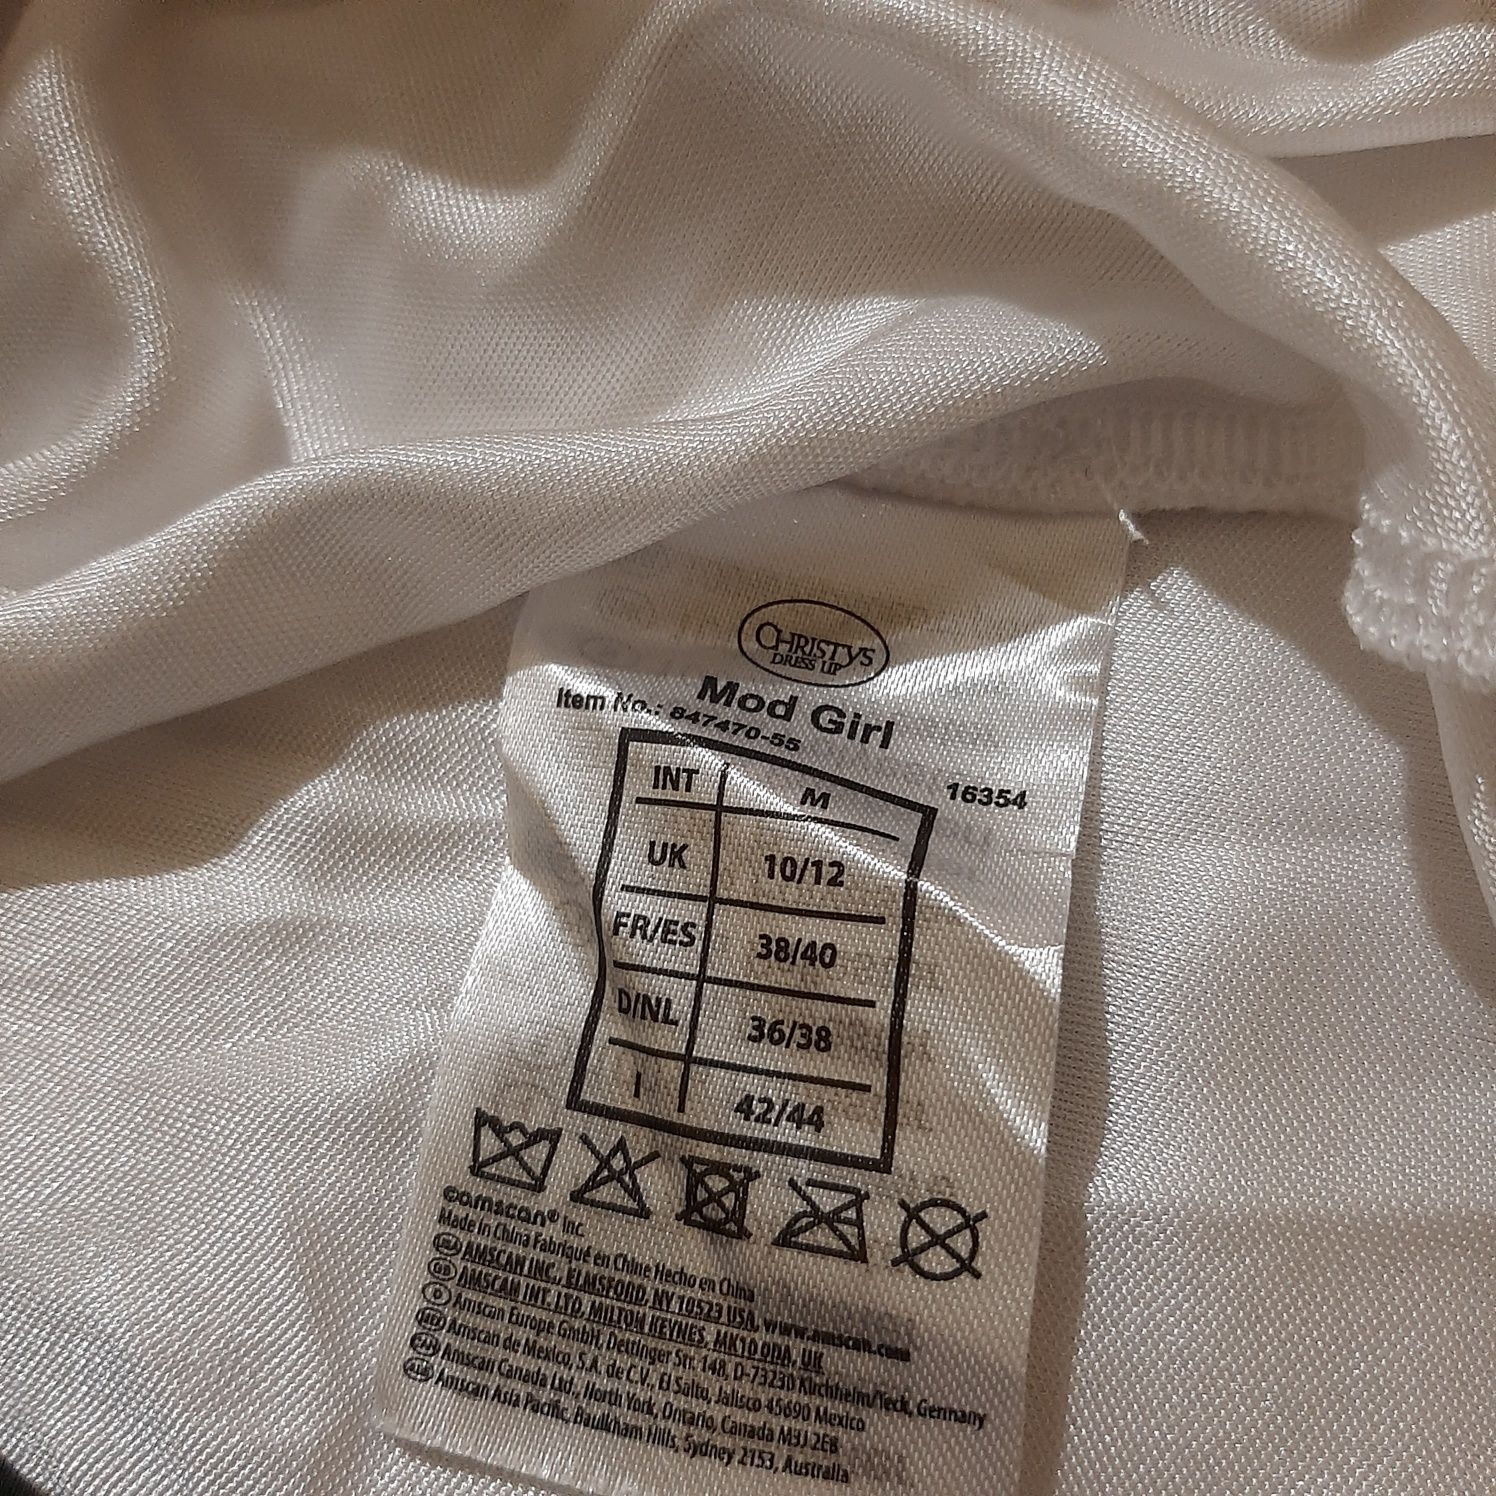 CHRISTYS
DRESS UP
Mod Girl
Item No.: 847470-55
16354
INT M
UK 10/12
FR/ES 38/40
D/NL 36/38
I 42/44
amscan® Inc.
Made in China Fabriqué en Chine Hecho en China
AMSCAN INC., ELMSFORD, NY 10523 USA, www.amscan.com
AMSCAN INT. LTD, MILTON KEYNES, MK10 0DA, UK
Amscan Europe GmbH, Dettinger Str. 148, D-73230 Kirchheim/Teck, Germany
Amscan de Mexico, S.A. de C.V., El Salto, Jalisco 45690 Mexico
Amscan Canada Ltd., North York, Ontario, Canada M9J 2E8
Amscan Asia Pacific, Baulkham Hills, Sydney 2153, Australia